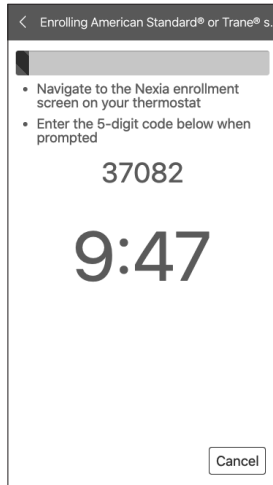 Enrolling American Standard® or Trane® s...
• Navigate to the Nexia enrollment
screen on your thermostat
• Enter the 5-digit code below when
prompted
37082
9:47
Cancel